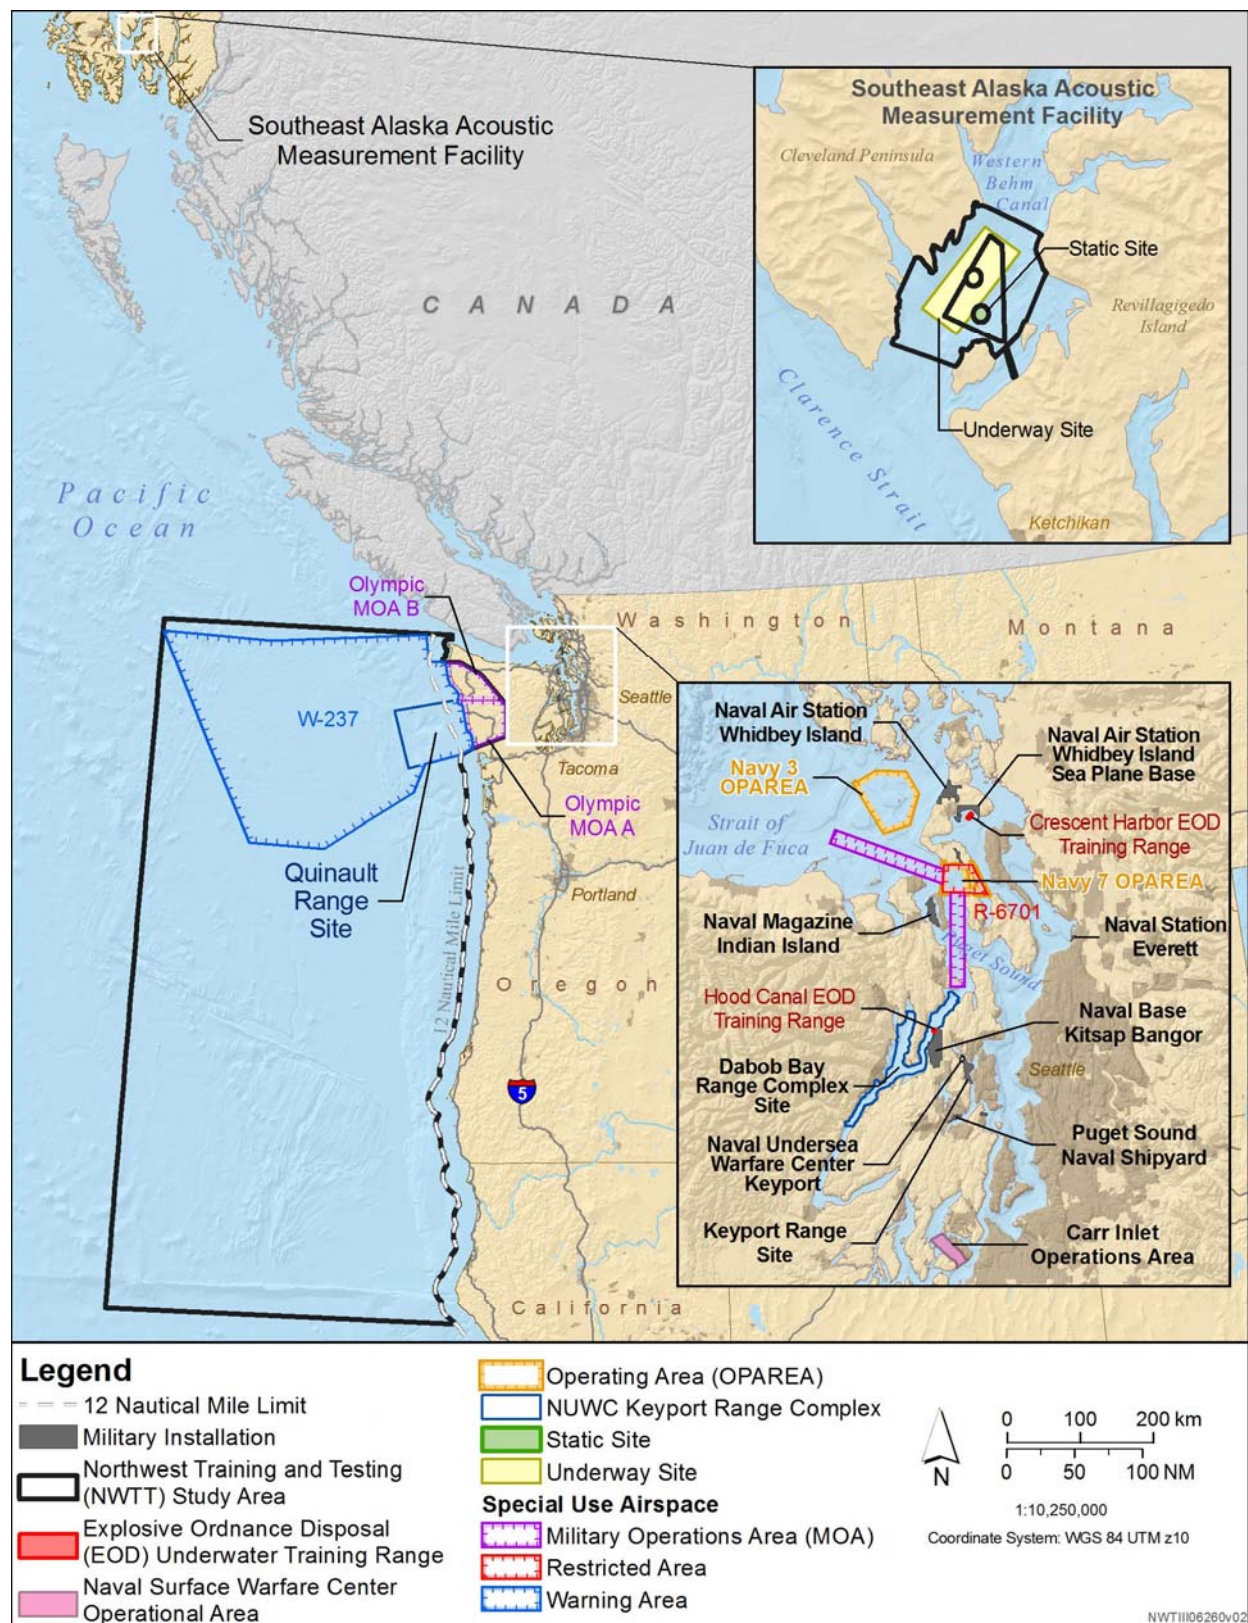 Southeast Alaska Acoustic
Measurement Facility
CANADA
Pacific
Ocean
Olympic
MOA B
W-237
Quinault
Range
Site
12 Nautical Mile Limit
Olympic
MOA A
Washington
Montana
Seattle
Tacoma
Portland
Oregon
5
California
Southeast Alaska Acoustic
Measurement Facility
Cleveland Peninsula
Western
Behm
Canal
Static Site
Revillagigedo
Island
Underway Site
Clarence Strait
Ketchikan
Naval Air Station
Whidbey Island
Naval Air Station
Whidbey Island
Sea Plane Base
Navy 3
OPAREA
Crescent Harbor EOD
Training Range
Strait of
Juan de Fuca
Navy 7 OPAREA
R-6701
Naval Magazine
Indian Island
Naval Station
Everett
Puget Sound
Hood Canal EOD
Training Range
Naval Base
Kitsap Bangor
Dabob Bay
Range Complex
Site
Seattle
Naval Undersea
Warfare Center
Keyport
Puget Sound
Naval Shipyard
Keyport Range
Site
Carr Inlet
Operations Area
Legend
12 Nautical Mile Limit
Military Installation
Northwest Training and Testing
(NWTT) Study Area
Explosive Ordnance Disposal
(EOD) Underwater Training Range
Naval Surface Warfare Center
Operational Area
Operating Area (OPAREA)
NUWC Keyport Range Complex
Static Site
Underway Site
Special Use Airspace
Military Operations Area (MOA)
Restricted Area
Warning Area
N
0 100 200 km
0 50 100 NM
1:10,250,000
Coordinate System: WGS 84 UTM z10
NWTIII06260v02